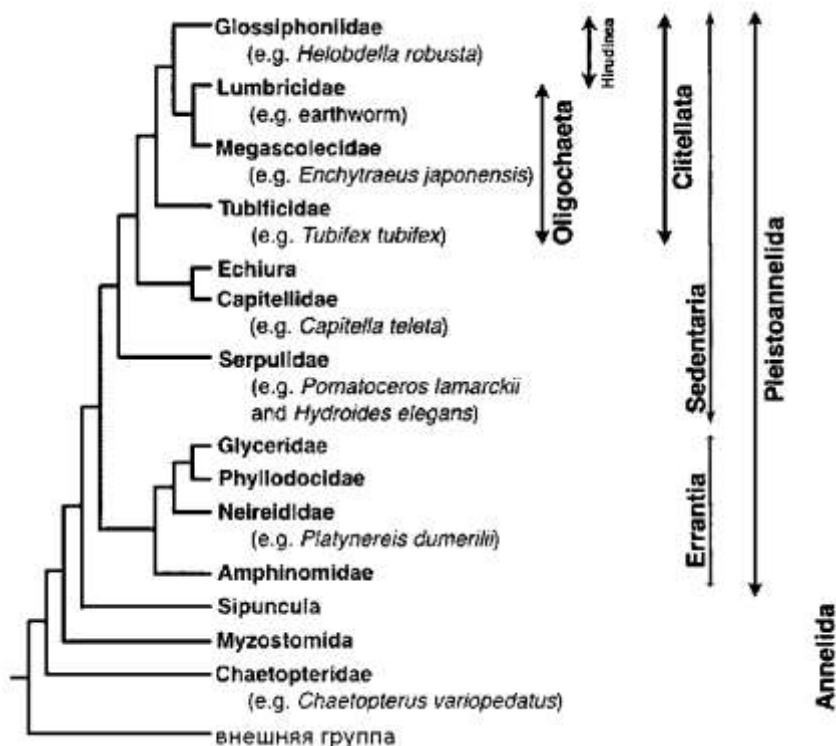 Glossiphoniidae
(e.g. Helobdella robusta)
Lumbricidae
(e.g. earthworm)
Megascolecidae
(e.g. Enchytraeus japonensis)
Tubificidae
(e.g. Tubifex tubifex)
Echiura
Capitellidae
(e.g. Capitella teleta)
Serpulidae
(e.g. Pomatoceros lamarckii
and Hydroides elegans)
Glyceridae
Phyllodocidae
Neireididae
(e.g. Platynereis dumerilii)
Amphinomidae
Sipuncula
Myzostomida
Chaetopteridae
(e.g. Chaetopterus variopedatus)
внешняя группа
Hirudinea
Oligochaeta
Clitellata
Sedentaria
Errantia
Pleistoannelida
Annelida